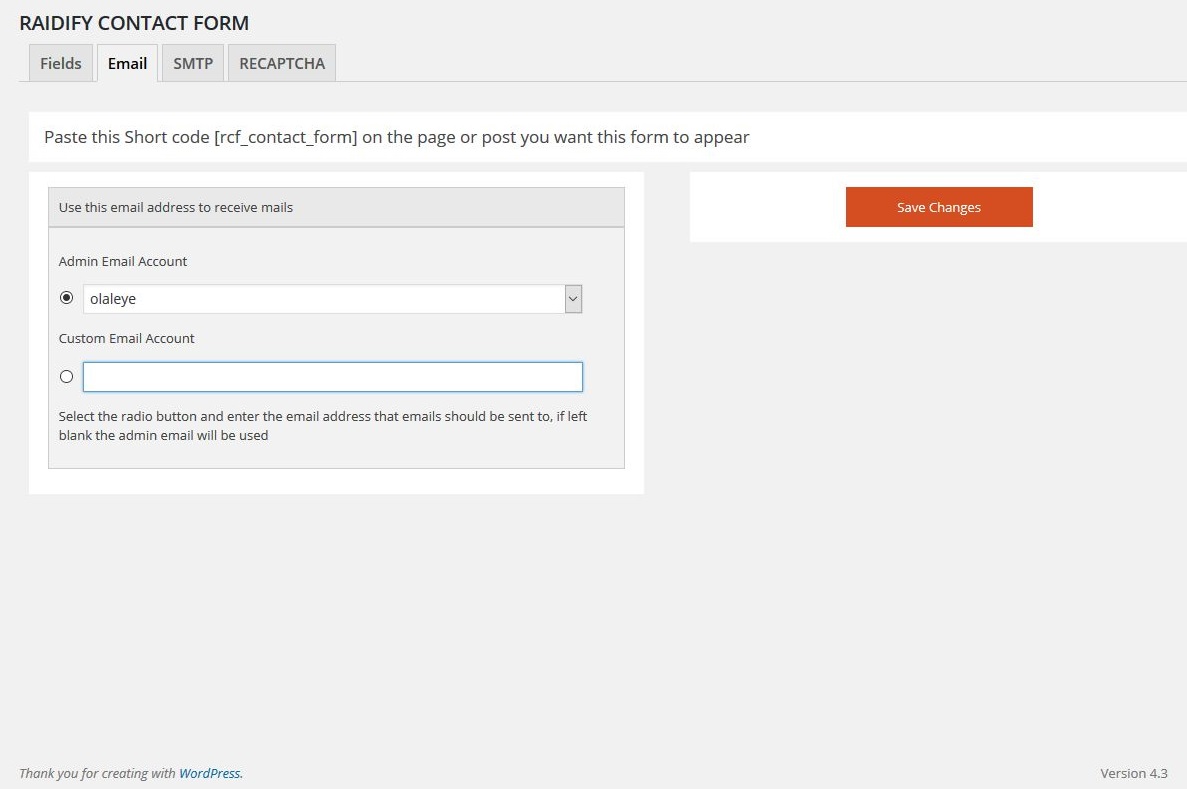 RAIDIFY CONTACT FORM
Fields
Email
SMTP
RECAPTCHA
Paste this Short code [rcf_contact_form] on the page or post you want this form to appear
Use this email address to receive mails
Save Changes
Admin Email Account
olaleye
Custom Email Account
Select the radio button and enter the email address that emails should be sent to, if left
blank the admin email will be used
Thank you for creating with WordPress.
Version 4.3